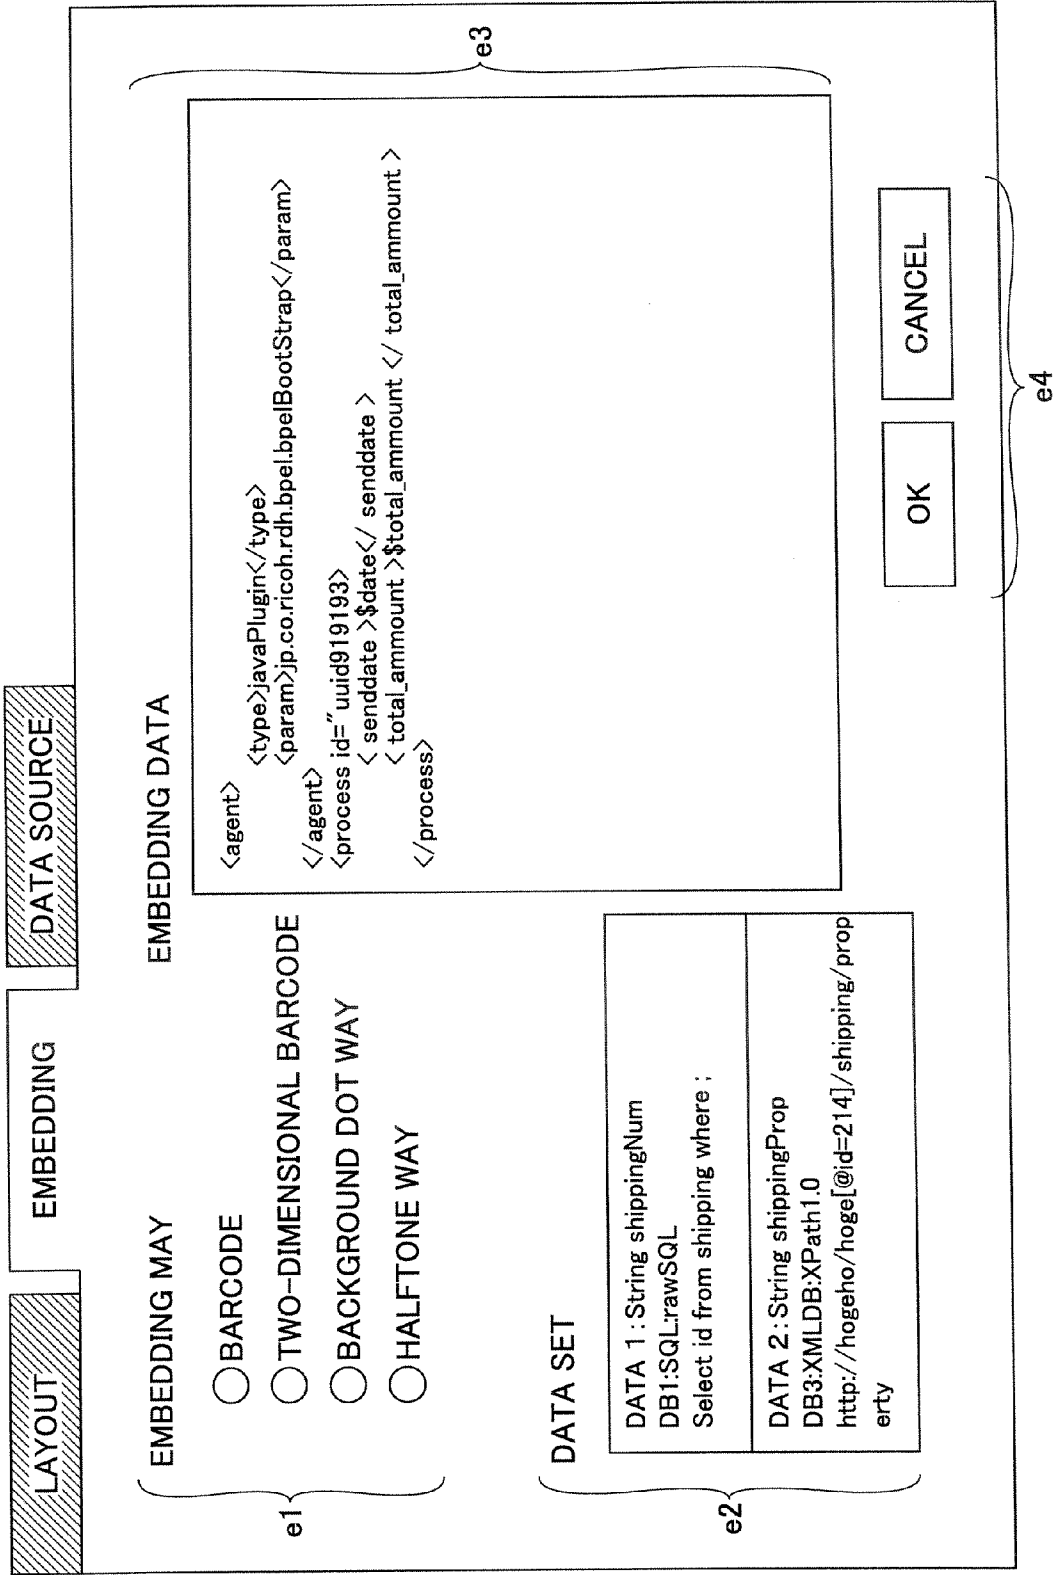 LAYOUT
EMBEDDING
DATA SOURCE
EMBEDDING MAY
BARCODE
TWO-DIMENSIONAL BARCODE
BACKGROUND DOT WAY
HALFTONE WAY
e1
DATA SET
DATA 1 : String shippingNum
DB1:SQL:rawSQL
Select id from shipping where ;
DATA 2 : String shippingProp
DB3:XMLDB:XPath1.0
http://hogeho/hoge[@id=214]/shipping/prop
erty
e2
EMBEDDING DATA
<agent>
<type>javaPlugin</type>
<param>jp.co.ricoh.rdh.bpel.bpelBootStrap</param>
</agent>
<process id="uuid919193>
< senddate >$date</ senddate >
< total_ammount >$total_ammount </ total_ammount >
</process>
e3
OK
CANCEL
e4